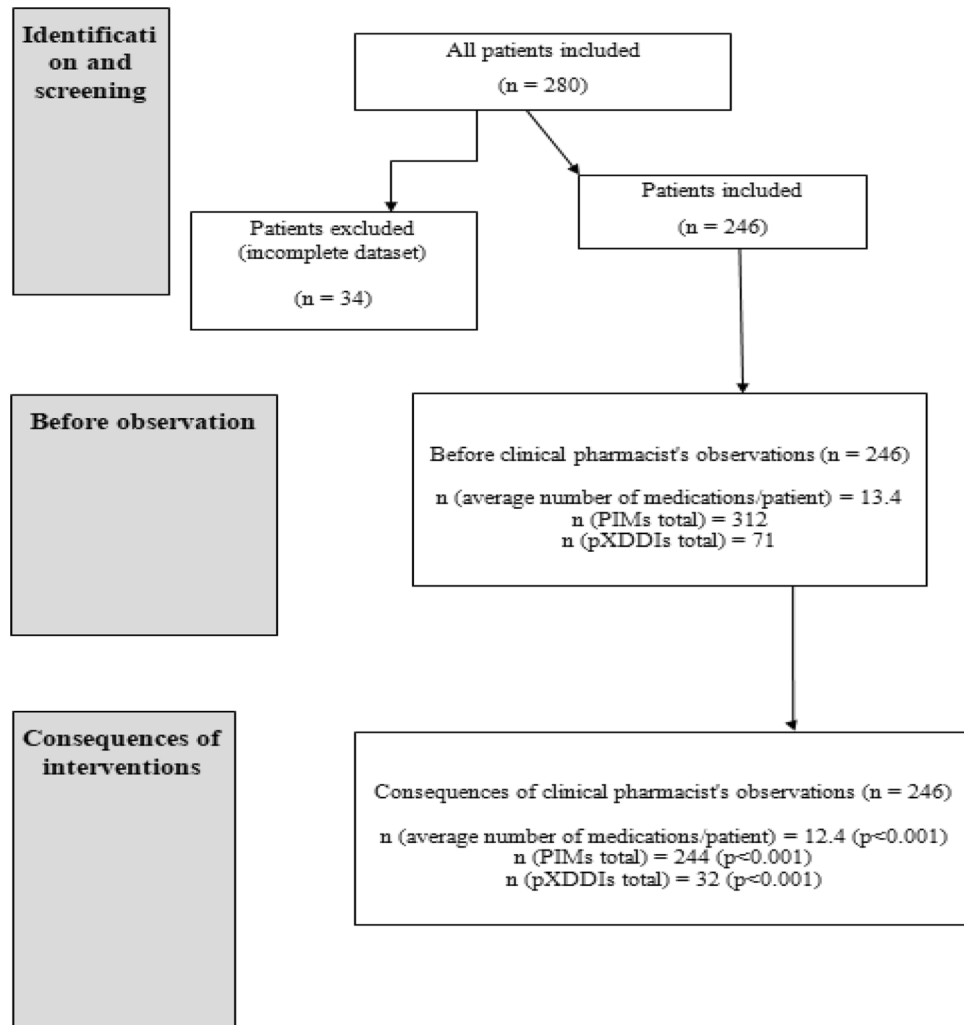 Identificati
on and
screening
All patients included
(n = 280)
Patients included
(n = 246)
Patients excluded
(incomplete dataset)
(n = 34)
Before observation
Before clinical pharmacist's observations (n = 246)
n (average number of medications/patient) = 13.4
n (PIMs total) = 312
n (pXDDIs total) = 71
Consequences of
interventions
Consequences of clinical pharmacist's observations (n = 246)
n (average number of medications/patient) = 12.4 (p<0.001)
n (PIMs total) = 244 (p<0.001)
n (pXDDIs total) = 32 (p<0.001)